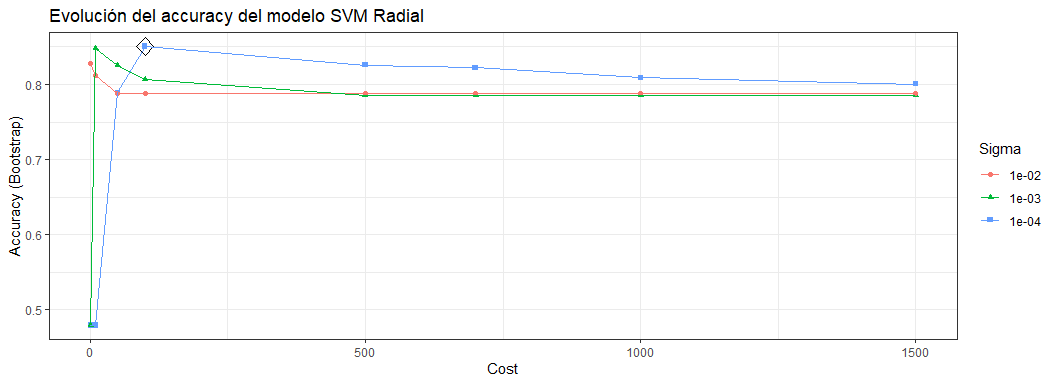 Evolución del accuracy del modelo SVM Radial
Accuracy (Bootstrap)
0.8
0.7
0.6
0.5
0
500
1000
1500
Cost
Sigma
1e-02
1e-03
1e-04